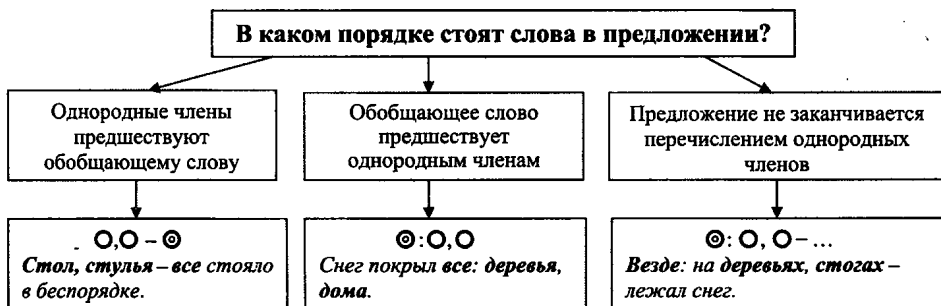 В каком порядке стоят слова в предложении?
Однородные члены
предшествуют
обобщающему слову
Обобщающее слово
предшествует
однородным членам
Предложение не заканчивается
перечислением однородных
членов
О,О – ◎
Стол, стулья – все стояло
в беспорядке.
◎: О, О
Снег покрыл все: деревья,
дома.
◎: О, О – ...
Везде: на деревьях, стогах –
лежал снег.